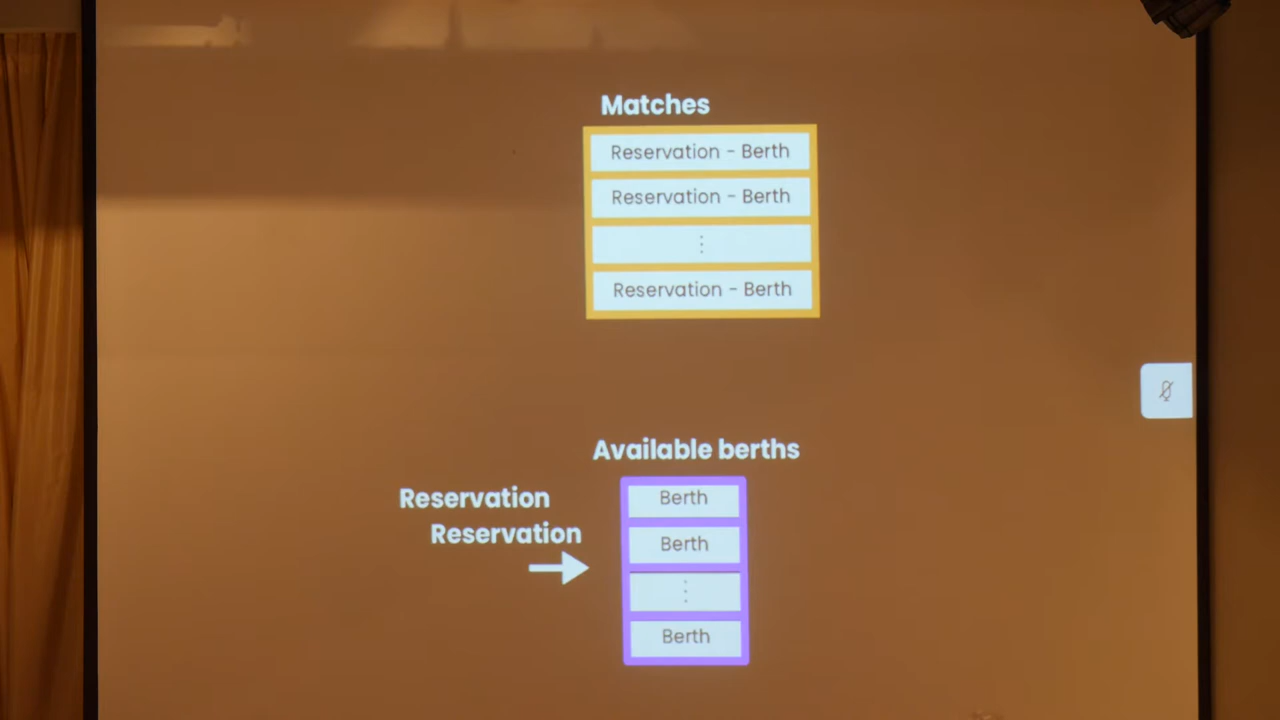 Matches
Reservation - Berth
Reservation - Berth
⋮
Reservation - Berth
Available berths
Reservation
Reservation
Berth
Berth
⋮
Berth